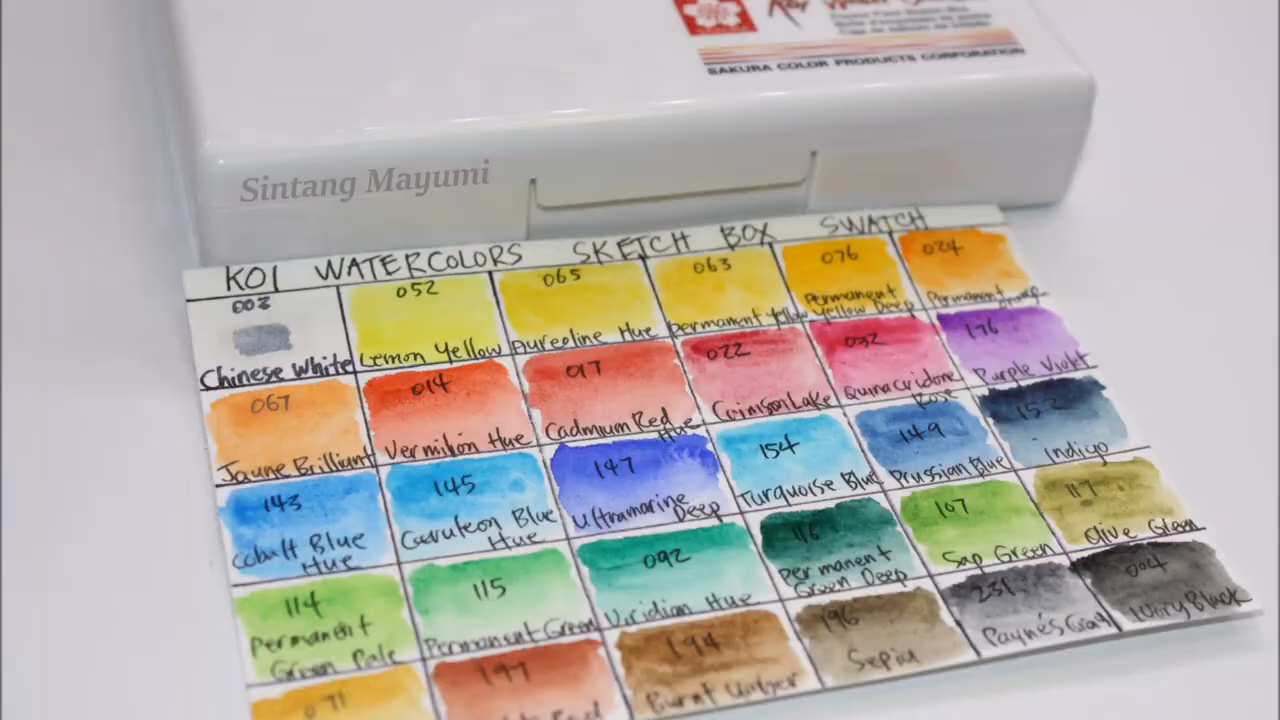 SAKURA COLOR PRODUCTS CORPORATION
Sintang Mayumi
KOI WATERCOLORS SKETCH BOX SWATCH
002
Chinese White
052
Lemon Yellow
065
Aureoline Hue
063
Permanent Yellow
076
Permanent
Yellow Deep
024
Permanent
067
Jaune Brilliant
014
Vermilion Hue
017
Cadmium Red
Hue
022
Crimson Lake
032
Quinacridone
Rose
176
Purple Violet
143
Cobalt Blue
Hue
145
Ceruleon Blue
Hue
147
Ultramarine
Deep
154
Turquoise Blue
149
Prussian Blue
152
Indigo
114
Permanent
Green Pale
115
Permanent Green
092
Viridian Hue
116
Permanent
Green Deep
107
Sap Green
117
Olive Green
071
197
194
Burnt Umber
196
Sepia
231
Payne's Gray
004
Ivory Black